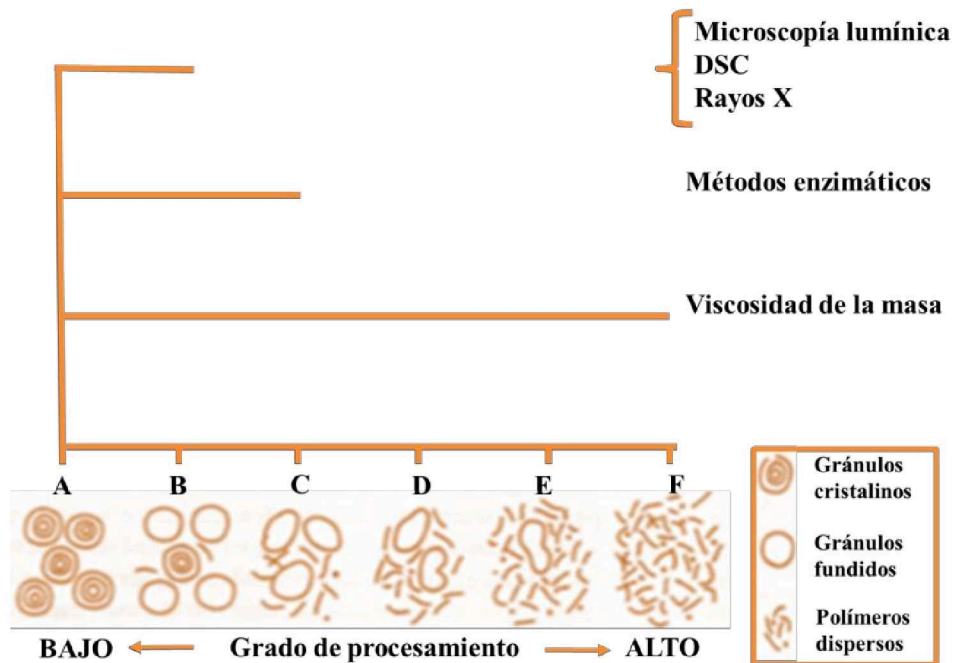 Microscopía lumínica
DSC
Rayos X
Métodos enzimáticos
Viscosidad de la masa
A B C D E F
BAJO Grado de procesamiento ALTO
Gránulos
cristalinos
Gránulos
fundidos
Polímeros
dispersos